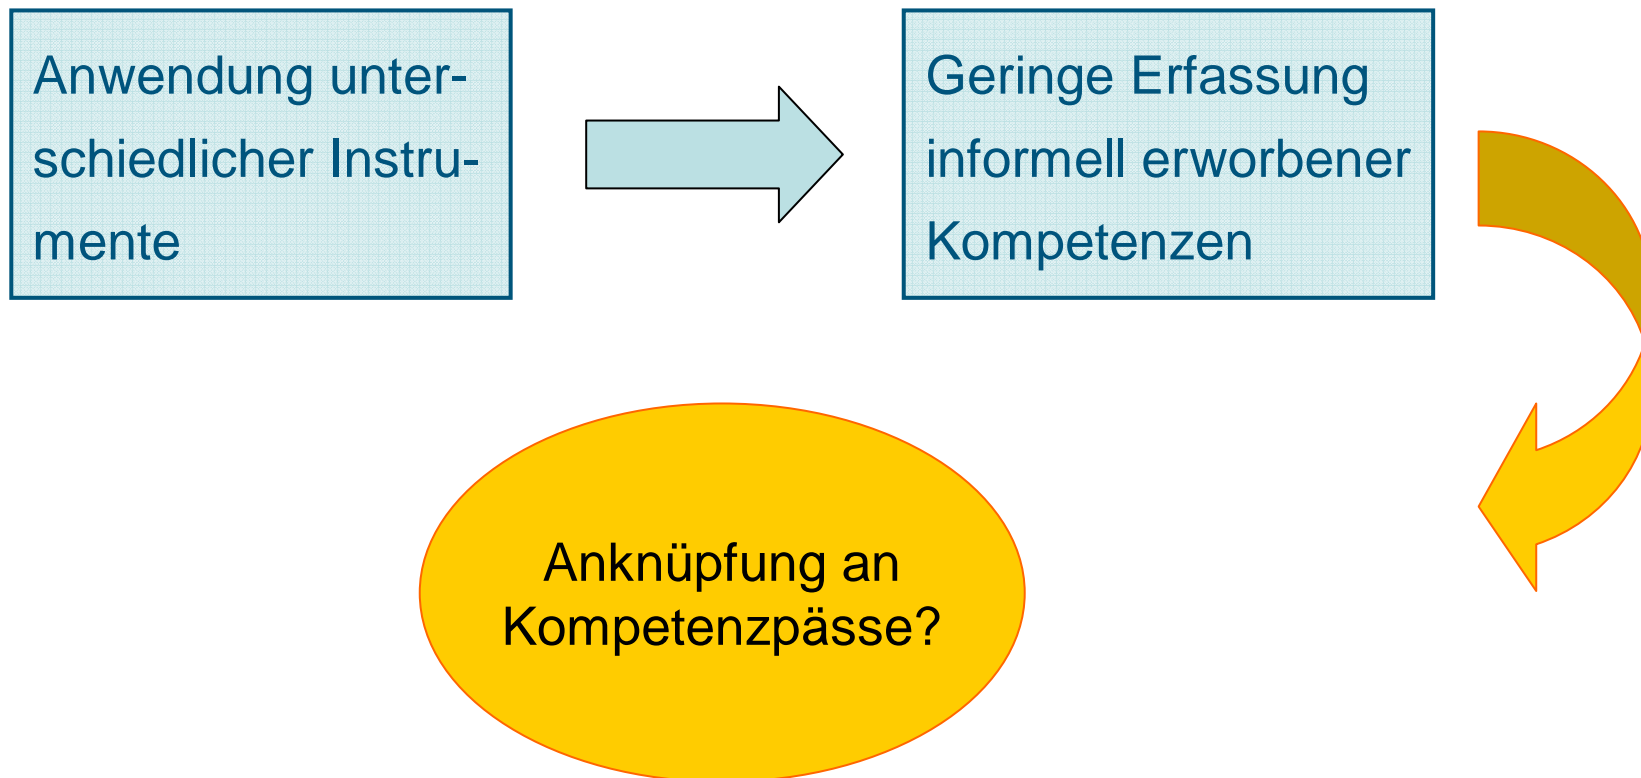 Anwendung unter-
schiedlicher Instru-
mente
Geringe Erfassung
informell erworbener
Kompetenzen
Anknüpfung an
Kompetenzpässe?